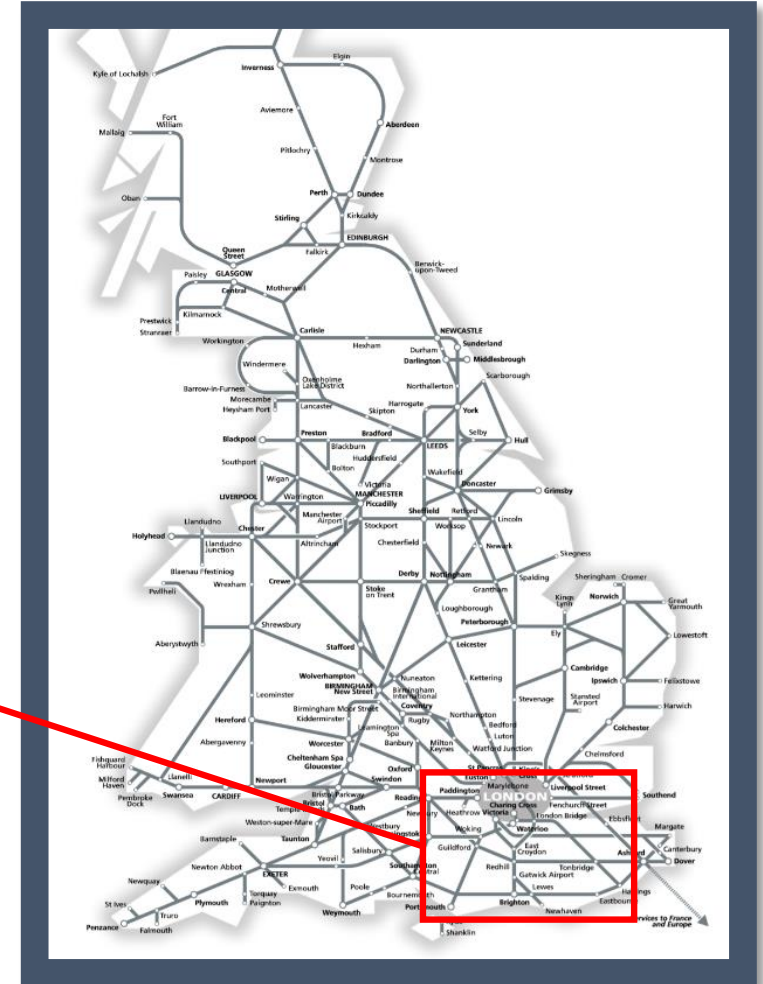 Elgin
Kyle of Lochalsh
Inverness
Aviemore
Fort
William
Aberdeen
Mallaig
Pitlochry
Montrose
Perth
Dundee
Oban
Kirkcaldy
Stirling
EDINBURGH
Queen
Street
Falkirk
Berwick-
upon-Tweed
Paisley
GLASGOW
Central
Motherwell
Kilmarnock
Prestwick
Stranraer
Carlisle
NEWCASTLE
Workington
Hexham
Sunderland
Durham
Darlington
Middlesbrough
Windermere
Oxenholme
Lake District
Scarborough
Barrow-in-Furness
Northallerton
Morecambe
Heysham Port
Lancaster
Harrogate
York
Skipton
Preston
Bradford
Selby
Blackpool
Blackburn
LEEDS
Hull
Huddersfield
Southport
Bolton
Wakefield
Wigan
Victoria
Doncaster
LIVERPOOL
Warrington
MANCHESTER
Piccadilly
Grimsby
Manchester
Airport
Sheffield
Retford
Llandudno
Stockport
Worksop
Lincoln
Holyhead
Chester
Llandudno
Junction
Altrincham
Chesterfield
Newark
Skegness
Blaenau Ffestiniog
Derby
Nottingham
Spalding
Sheringham
Cromer
Pwllheli
Wrexham
Crewe
Stoke
on Trent
Grantham
Kings
Lynn
Norwich
Great
Yarmouth
Loughborough
Shrewsbury
Peterborough
Ely
Lowestoft
Aberystwyth
Stafford
Leicester
Wolverhampton
Nuneaton
Kettering
Cambridge
BIRMINGHAM
New Street
Birmingham
International
Ipswich
Felixstowe
Leominster
Birmingham Moor Street
Coventry
Stevenage
Stansted
Airport
Harwich
Kidderminster
Rugby
Northampton
Hereford
Leamington
Spa
Bedford
Colchester
Worcester
Banbury
Milton
Keynes
Luton
Abergavenny
Cheltenham Spa
Watford Junction
Chelmsford
Fishguard
Harbour
Gloucester
Oxford
St Pancras
Euston
Llanelli
Newport
Swindon
Paddington
Marylebone
Liverpool Street
Milford
Haven
Bristol Parkway
Reading
LONDON
Southend
Pembroke
Dock
Swansea
CARDIFF
Bristol
Bath
Charing Cross
Fenchurch Street
Heathrow
Victoria
London Bridge
Ebbsfleet
Weston-super-Mare
Woking
Waterloo
Margate
Barnstaple
Taunton
Guildford
East
Croydon
Canterbury
Salisbury
Redhill
Tonbridge
Dover
Newton Abbot
Yeovil
Gatwick Airport
Newquay
EXETER
Exmouth
Poole
Lewes
St Ives
Torquay
Paignton
Bournemouth
Brighton
Plymouth
Weymouth
Newhaven
Truro
Penzance
Falmouth
Shanklin
and Europe